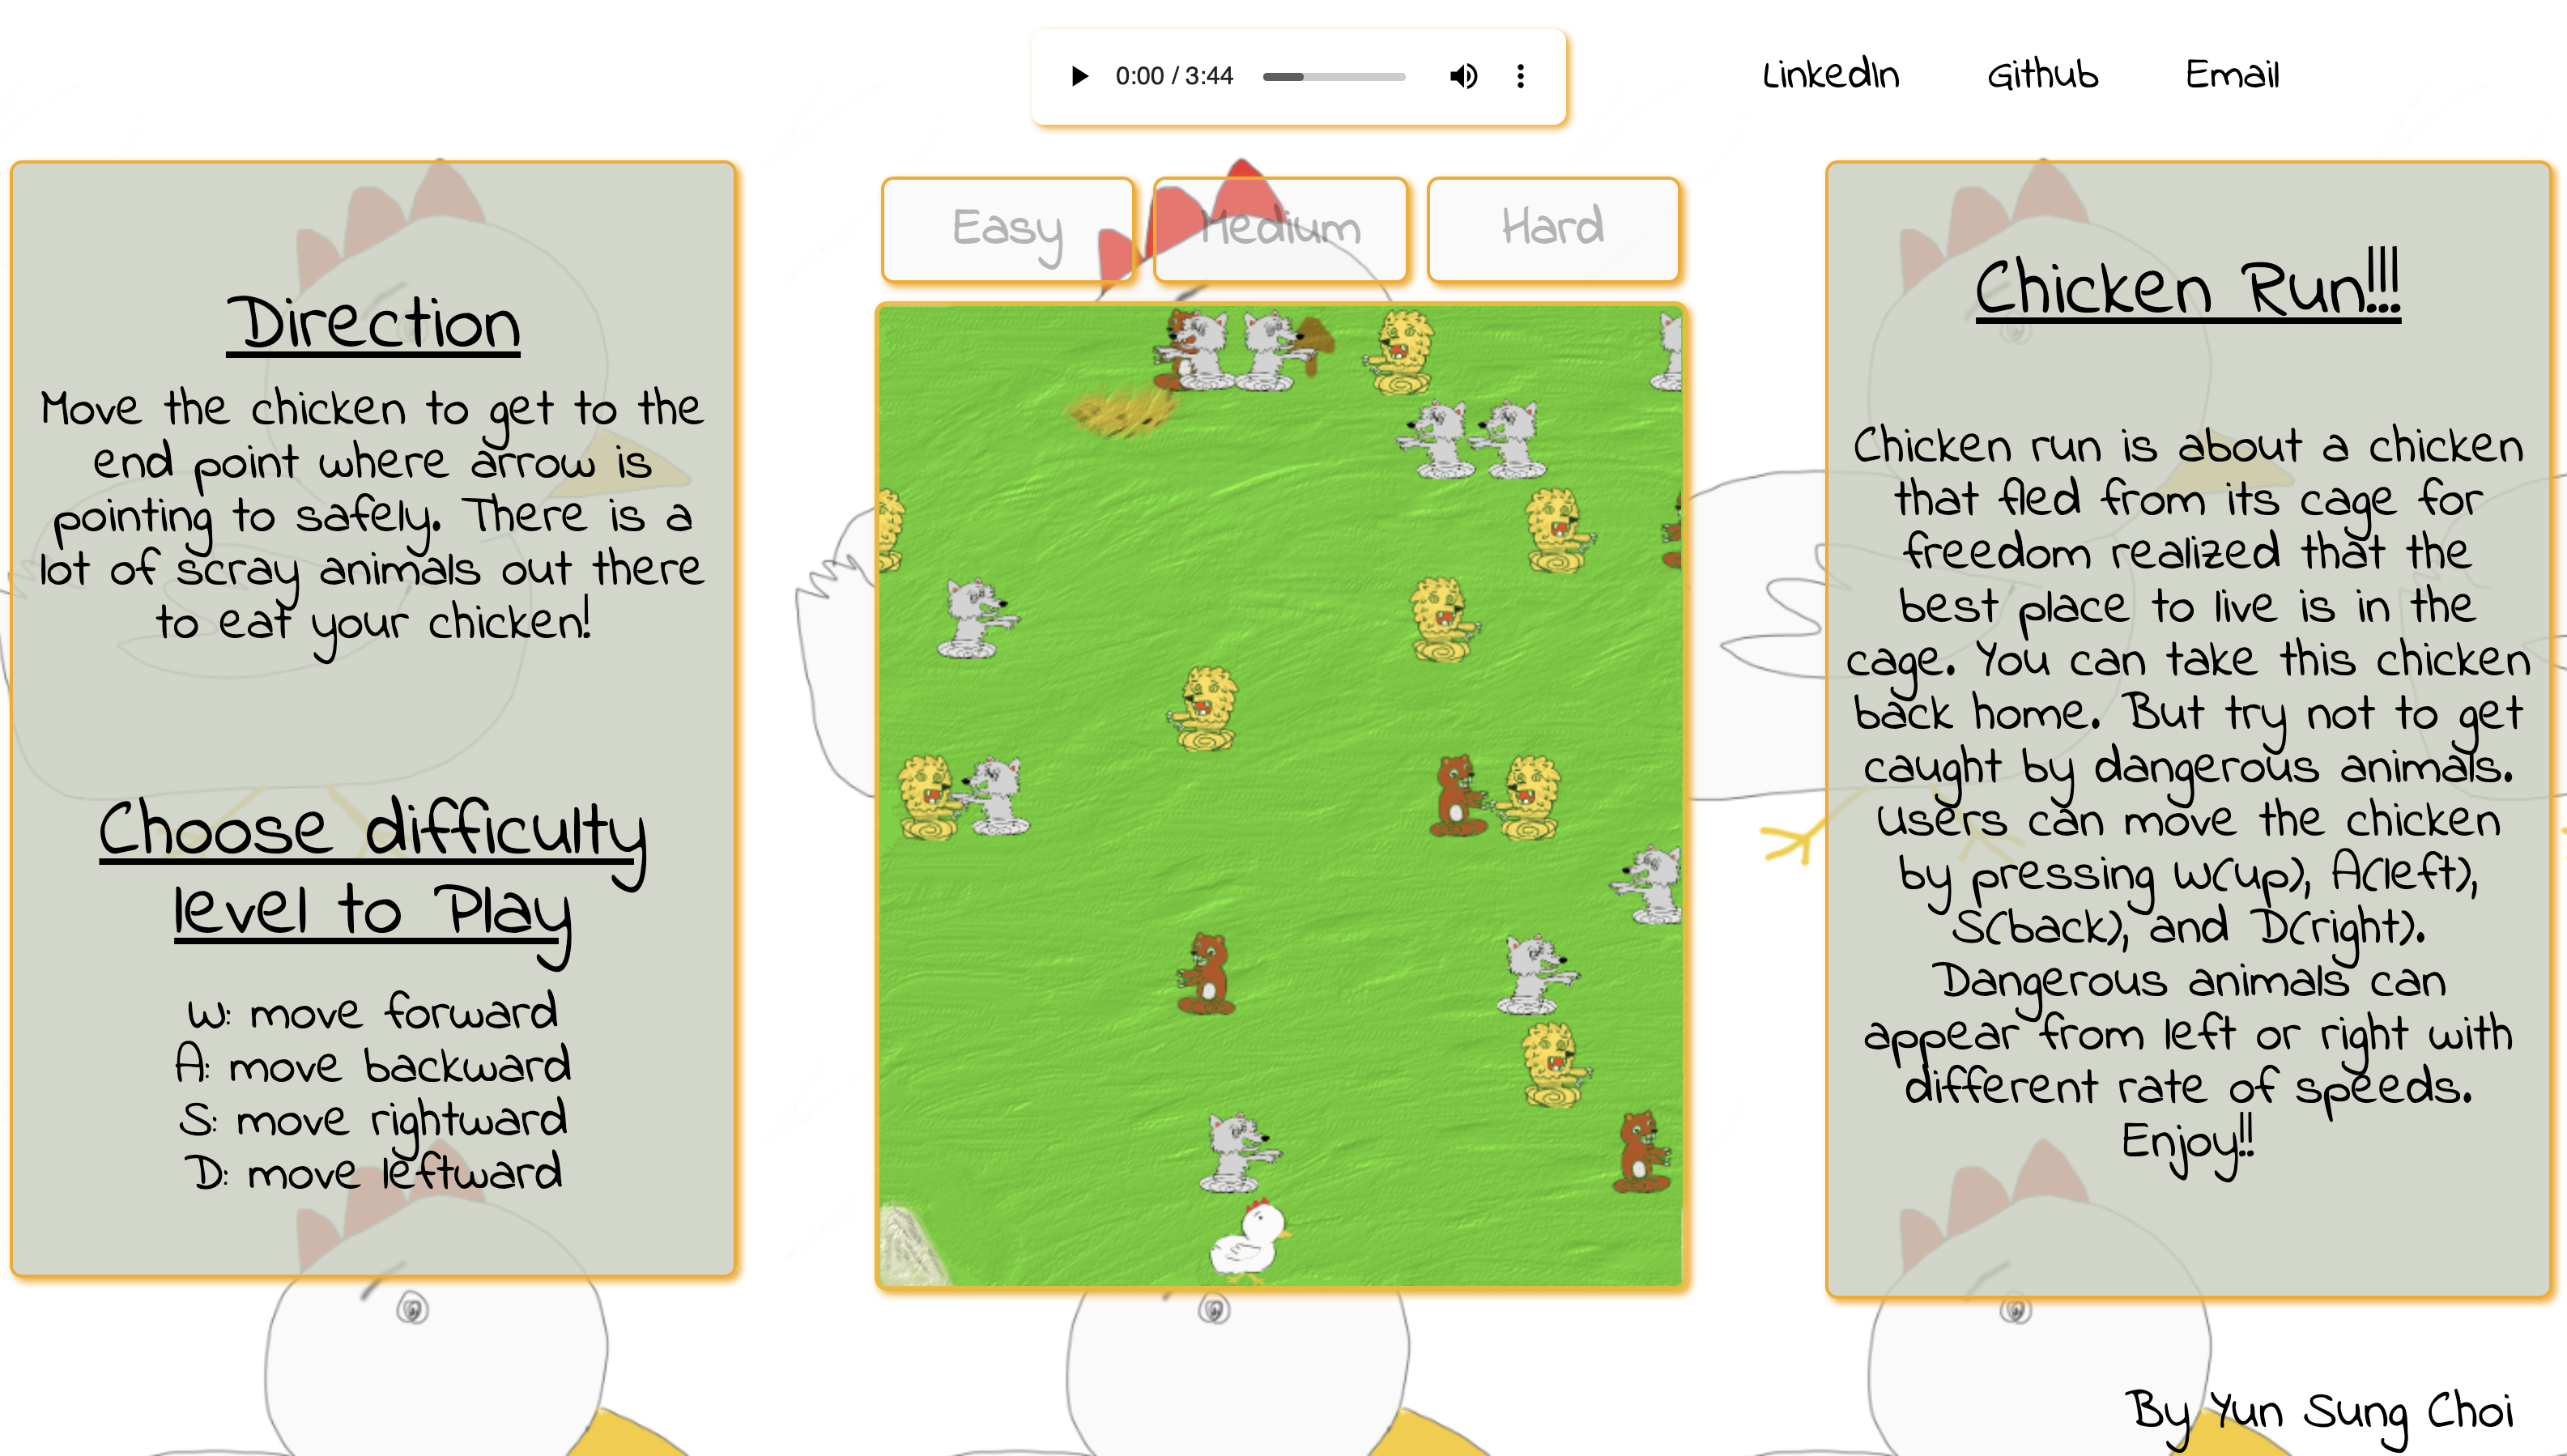 0:00 / 3:44
LinkedIn
Github
Email
Easy
Medium
Hard
Direction
Move the chicken to get to the
end point where arrow is
pointing to safely. There is a
lot of scray animals out there
to eat your chicken!
Choose difficulty
level to Play
W: move forward
A: move backward
S: move rightward
D: move leftward
Chicken Run!!!
Chicken run is about a chicken
that fled from its cage for
freedom realized that the
best place to live is in the
cage. You can take this chicken
back home. But try not to get
caught by dangerous animals.
Users can move the chicken
by pressing W(up), A(left),
S(back), and D(right).
Dangerous animals can
appear from left or right with
different rate of speeds.
Enjoy!!
By Yun Sung Choi